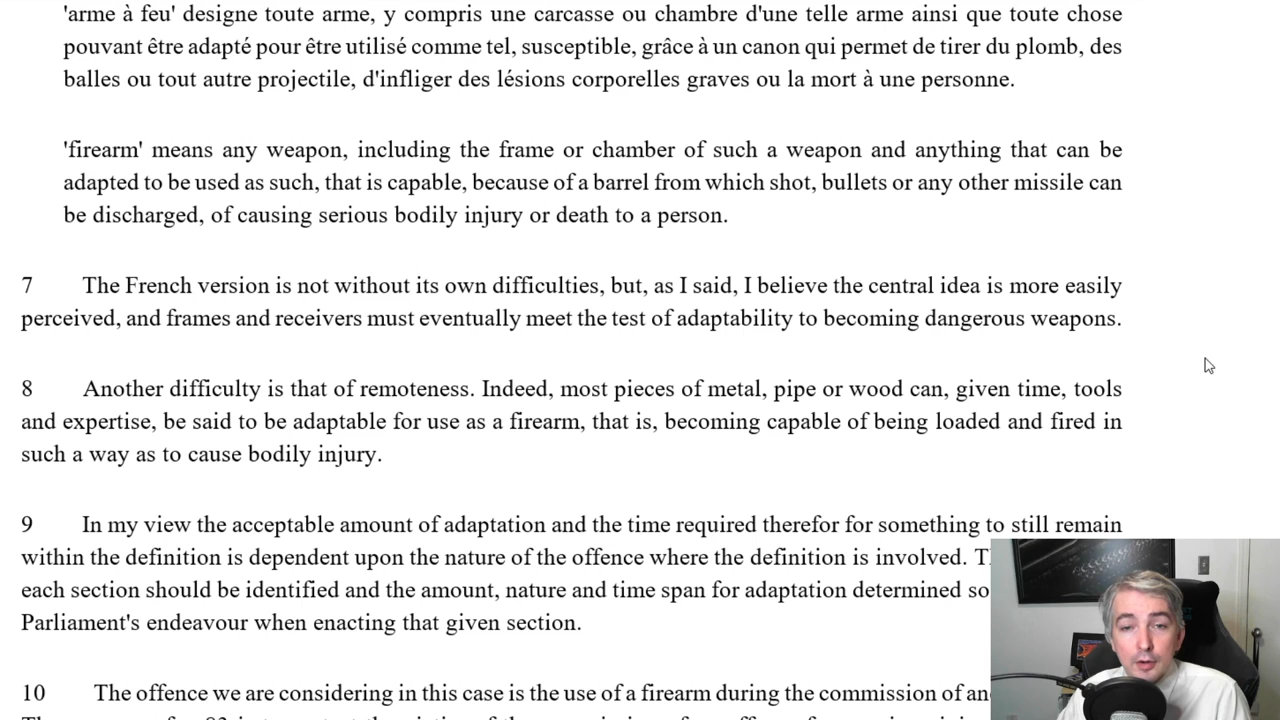 'arme à feu' designe toute arme, y compris une carcasse ou chambre d'une telle arme ainsi que toute chose
pouvant être adapté pour être utilisé comme tel, susceptible, grâce à un canon qui permet de tirer du plomb, des
balles ou tout autre projectile, d'infliger des lésions corporelles graves ou la mort à une personne.
'firearm' means any weapon, including the frame or chamber of such a weapon and anything that can be
adapted to be used as such, that is capable, because of a barrel from which shot, bullets or any other missile can
be discharged, of causing serious bodily injury or death to a person.
7 The French version is not without its own difficulties, but, as I said, I believe the central idea is more easily
perceived, and frames and receivers must eventually meet the test of adaptability to becoming dangerous weapons.
8 Another difficulty is that of remoteness. Indeed, most pieces of metal, pipe or wood can, given time, tools
and expertise, be said to be adaptable for use as a firearm, that is, becoming capable of being loaded and fired in
such a way as to cause bodily injury.
9 In my view the acceptable amount of adaptation and the time required therefor for something to still remain
within the definition is dependent upon the nature of the offence where the definition is involved.
each section should be identified and the amount, nature and time span for adaptation determined so
Parliament's endeavour when enacting that given section.
10 The offence we are considering in this case is the use of a firearm during the commission of